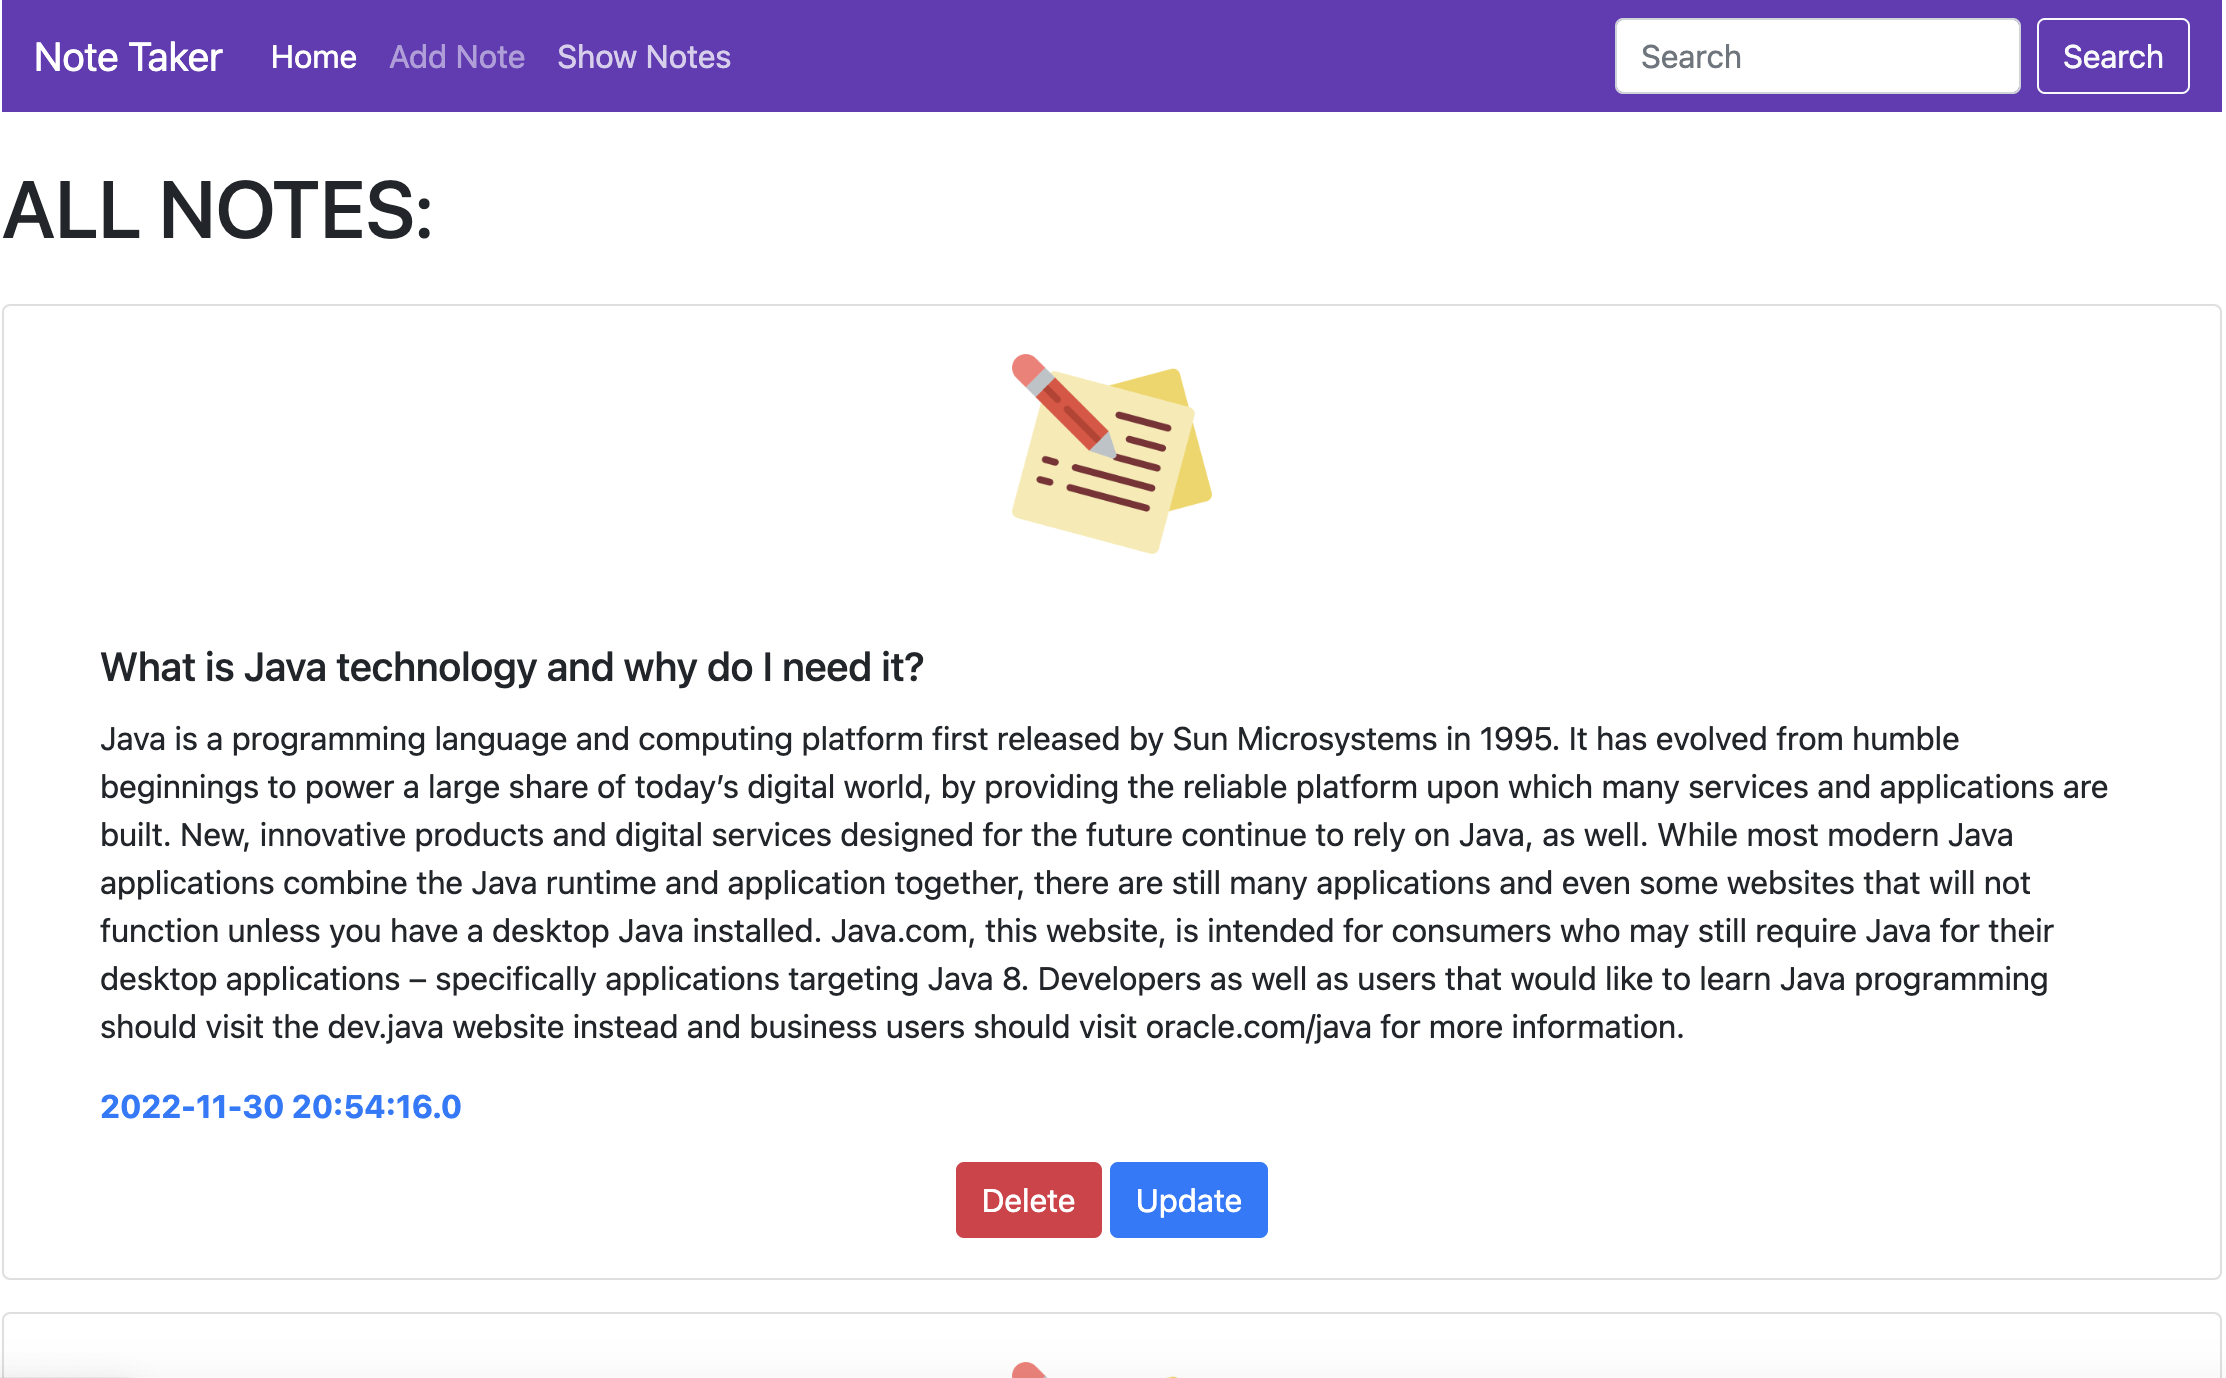 Note Taker Home Add Note Show Notes Search Search
ALL NOTES:
What is Java technology and why do I need it?
Java is a programming language and computing platform first released by Sun Microsystems in 1995. It has evolved from humble
beginnings to power a large share of today’s digital world, by providing the reliable platform upon which many services and applications are
built. New, innovative products and digital services designed for the future continue to rely on Java, as well. While most modern Java
applications combine the Java runtime and application together, there are still many applications and even some websites that will not
function unless you have a desktop Java installed. Java.com, this website, is intended for consumers who may still require Java for their
desktop applications – specifically applications targeting Java 8. Developers as well as users that would like to learn Java programming
should visit the dev.java website instead and business users should visit oracle.com/java for more information.
2022-11-30 20:54:16.0
Delete Update